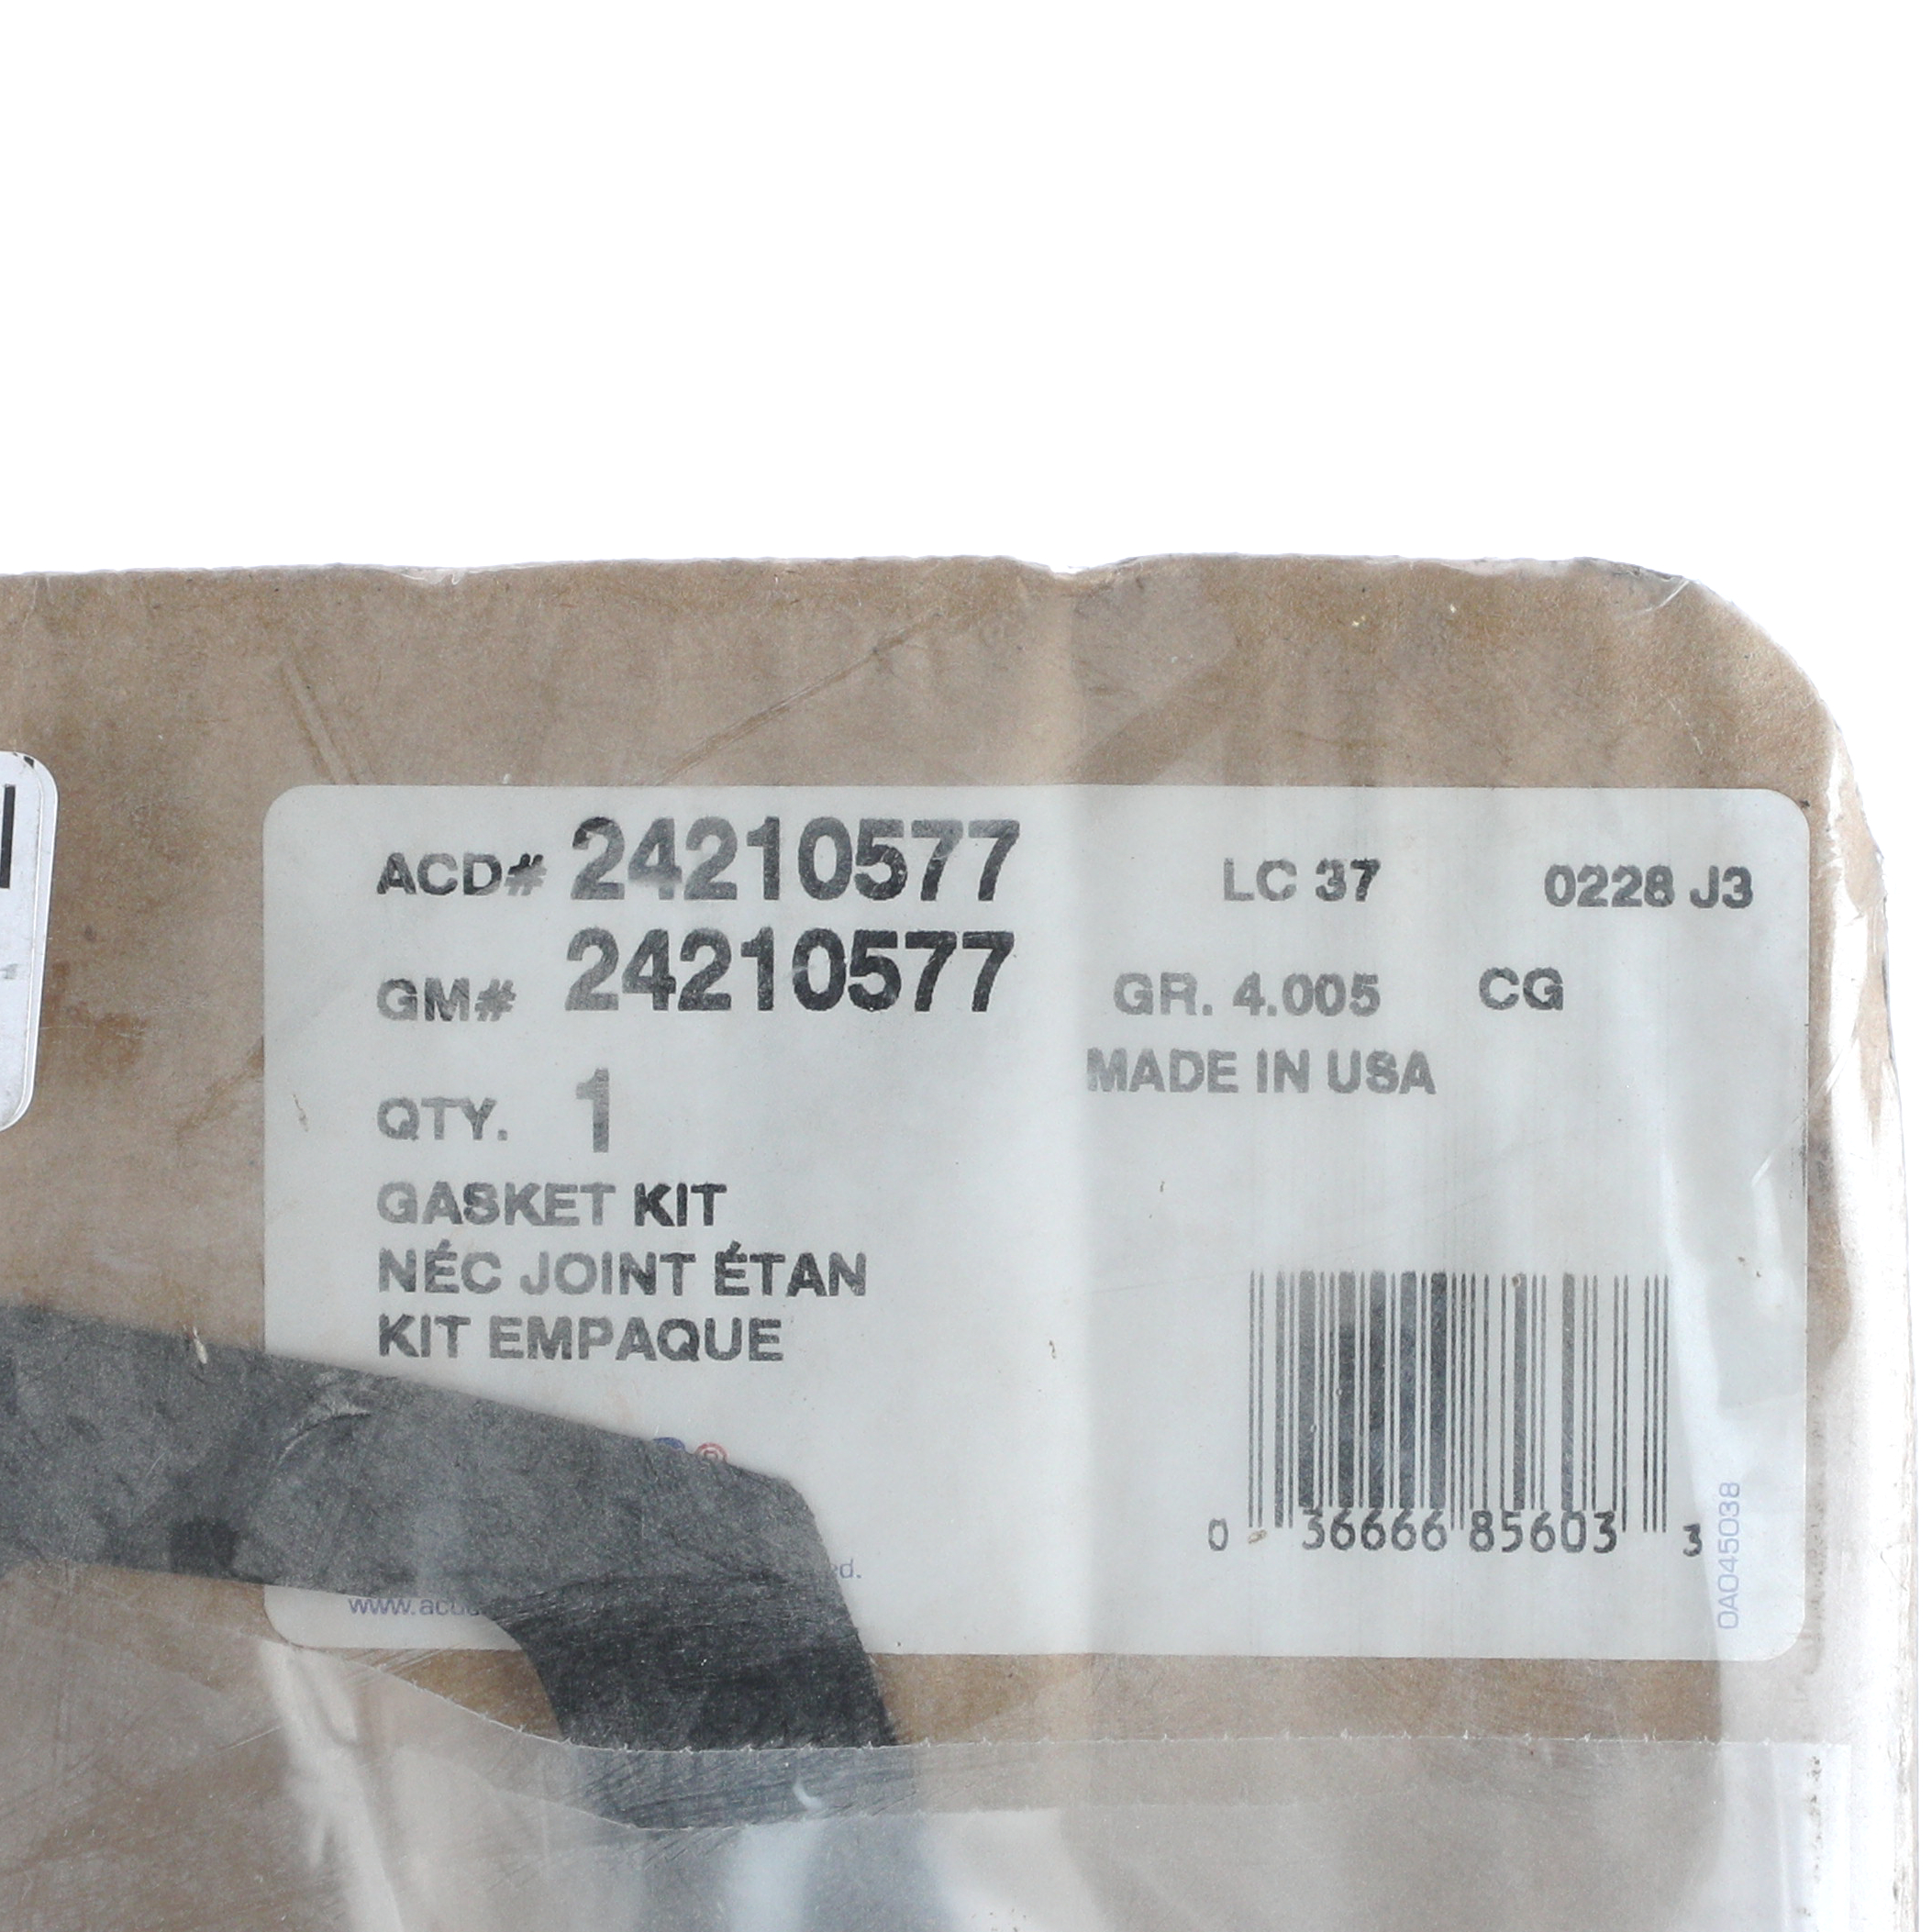 ACD# 24210577 LC 37 0228 J3
GM# 24210577 GR. 4.005 CG
MADE IN USA
QTY. 1
GASKET KIT
NÉC JOINT ÉTAN
KIT EMPAQUE
0 36666 85603 3
0A045038